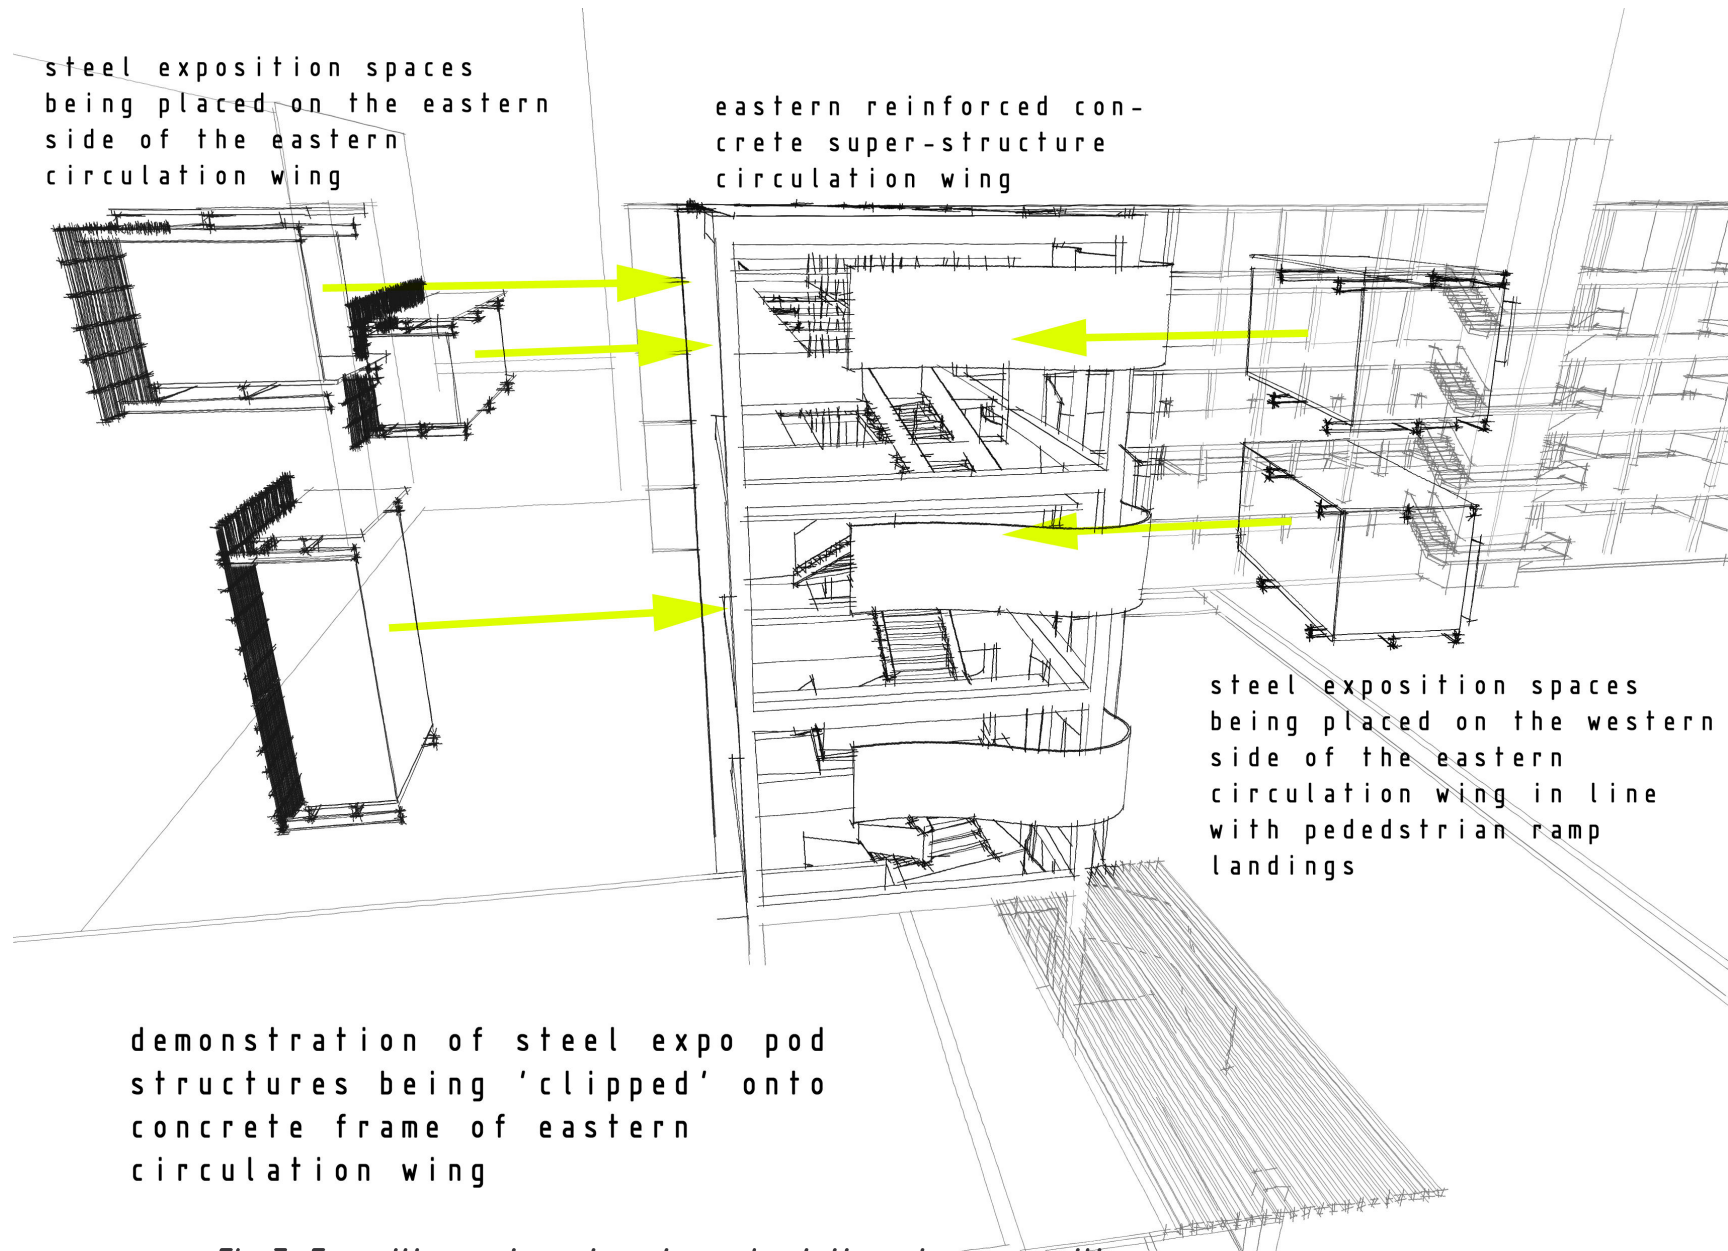 steel exposition spaces
being placed on the eastern
side of the eastern
circulation wing
eastern reinforced con-
crete super-structure
circulation wing
steel exposition spaces
being placed on the western
side of the eastern
circulation wing in line
with pededstrian ramp
landings
demonstration of steel expo pod
structures being 'clipped' onto
concrete frame of eastern
circulation wing